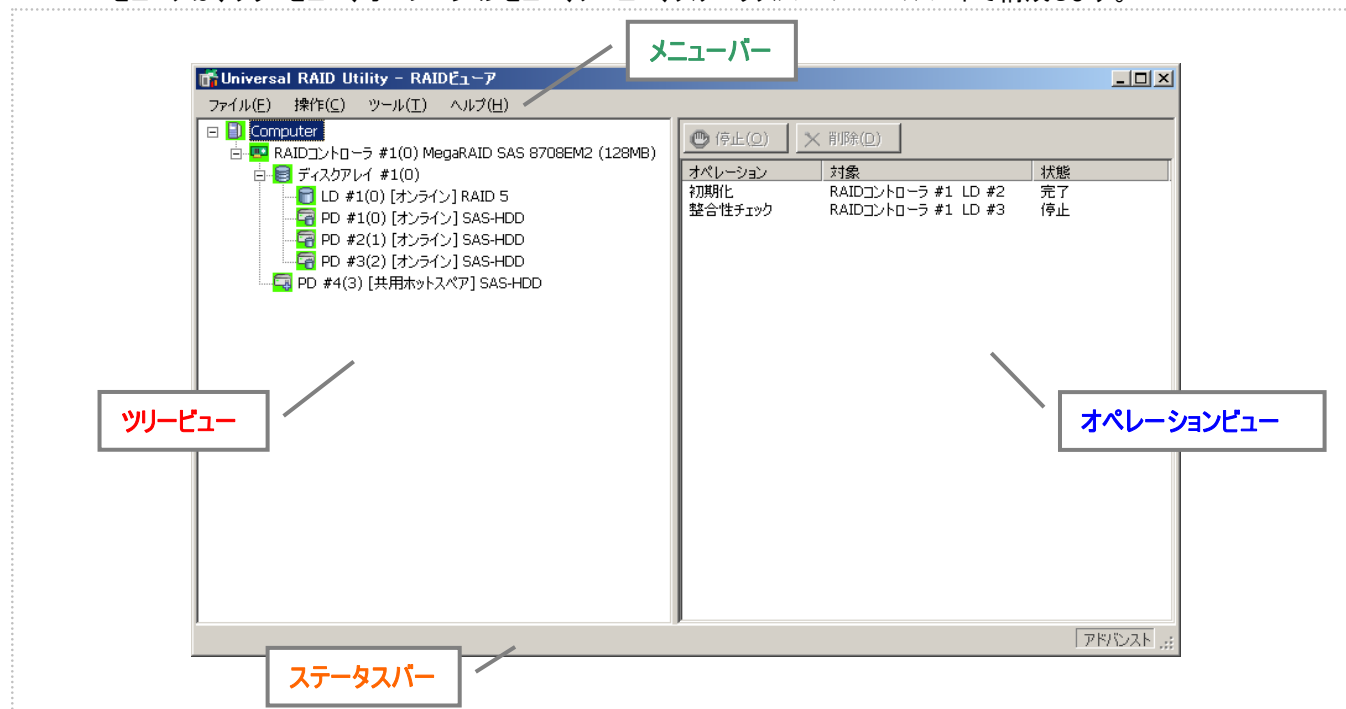 メニューバー
Universal RAID Utility - RAIDビューア
ファイル(F) 操作(C) ツール(T) ヘルプ(H)
Computer
RAIDコントローラ #1(0) MegaRAID SAS 8708EM2 (128MB)
ディスクアレイ #1(0)
LD #1(0) [オンライン] RAID 5
PD #1(0) [オンライン] SAS-HDD
PD #2(1) [オンライン] SAS-HDD
PD #3(2) [オンライン] SAS-HDD
PD #4(3) [共用ホットスペア] SAS-HDD
停止(O) 削除(D)
オペレーション 対象 状態
初期化 RAIDコントローラ #1 LD #2 完了
整合性チェック RAIDコントローラ #1 LD #3 停止
ツリービュー
オペレーションビュー
アドバンスト
ステータスバー